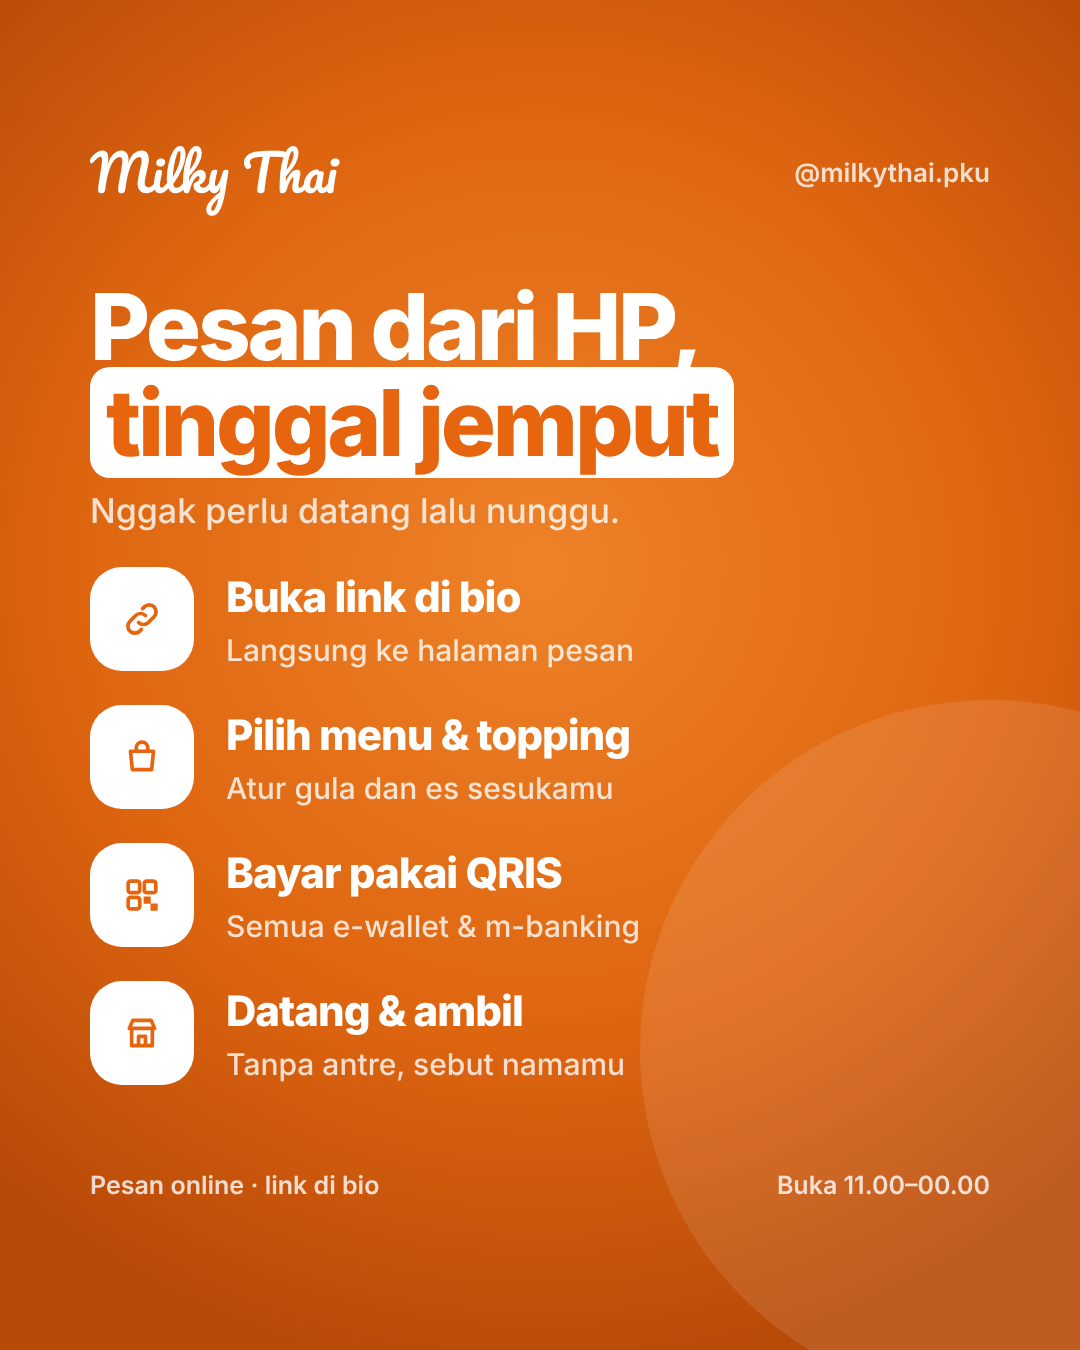 Milky Thai
@milkythai.pku
Pesan dari HP,
tinggal jemput
Nggak perlu datang lalu nunggu.
Buka link di bio
Langsung ke halaman pesan
Pilih menu & topping
Atur gula dan es sesukamu
Bayar pakai QRIS
Semua e-wallet & m-banking
Datang & ambil
Tanpa antre, sebut namamu
Pesan online · link di bio
Buka 11.00–00.00